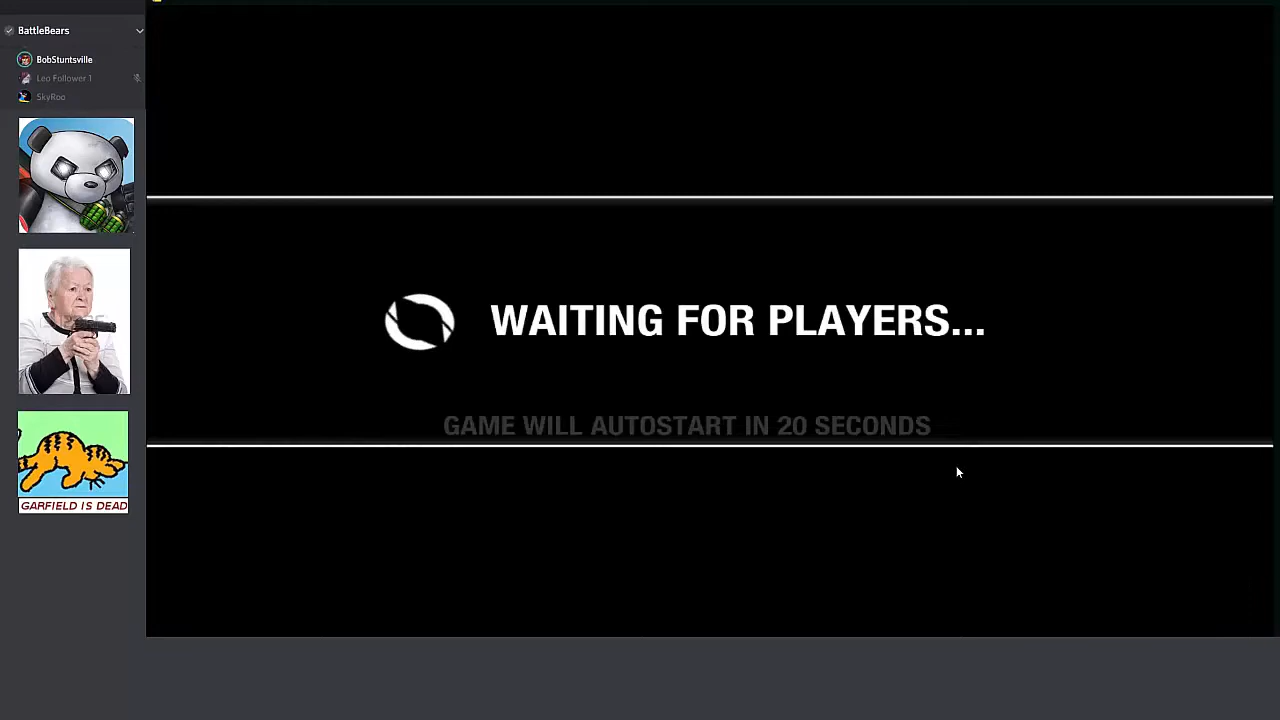 BattleBears
BobStuntsville
Leo Follower 1
SkyRoo
GARFIELD IS DEAD
WAITING FOR PLAYERS...
GAME WILL AUTOSTART IN 20 SECONDS